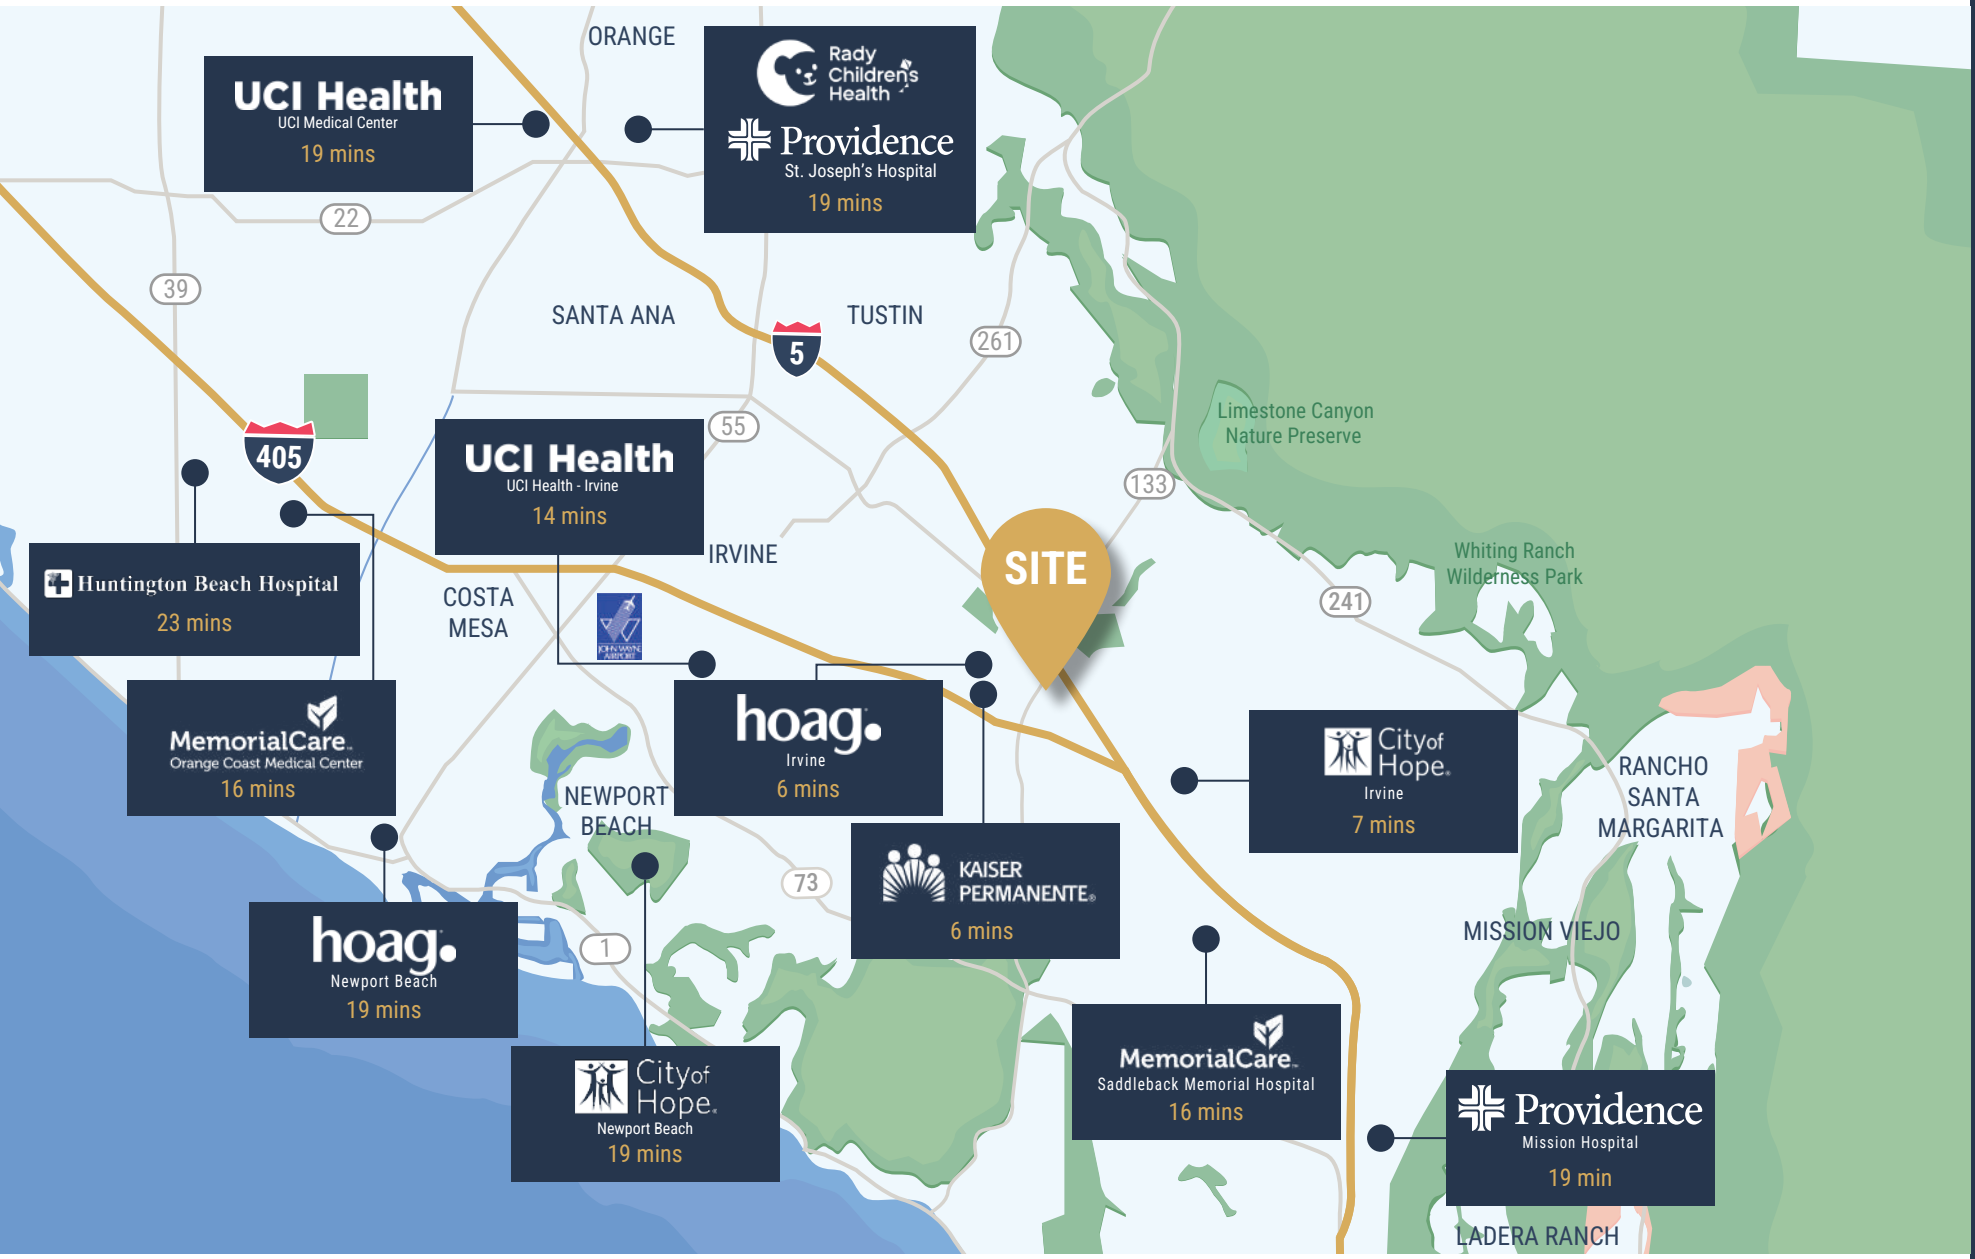 ORANGE
UCI Health
UCI Medical Center
19 mins
Rady
Children's
Health
Providence
St. Joseph's Hospital
19 mins
22
39
SANTA ANA
TUSTIN
5
261
Limestone Canyon
Nature Preserve
405
55
UCI Health
UCI Health - Irvine
14 mins
133
IRVINE
SITE
Whiting Ranch
Wilderness Park
241
Huntington Beach Hospital
23 mins
COSTA
MESA
JOHN WAYNE
AIRPORT
MemorialCare
Orange Coast Medical Center
16 mins
hoag.
Irvine
6 mins
City of
Hope.
Irvine
7 mins
RANCHO
SANTA
MARGARITA
NEWPORT
BEACH
73
KAISER
PERMANENTE®
6 mins
MISSION VIEJO
hoag.
Newport Beach
19 mins
1
City of
Hope.
Newport Beach
19 mins
MemorialCare
Saddleback Memorial Hospital
16 mins
Providence
Mission Hospital
19 min
LADERA RANCH